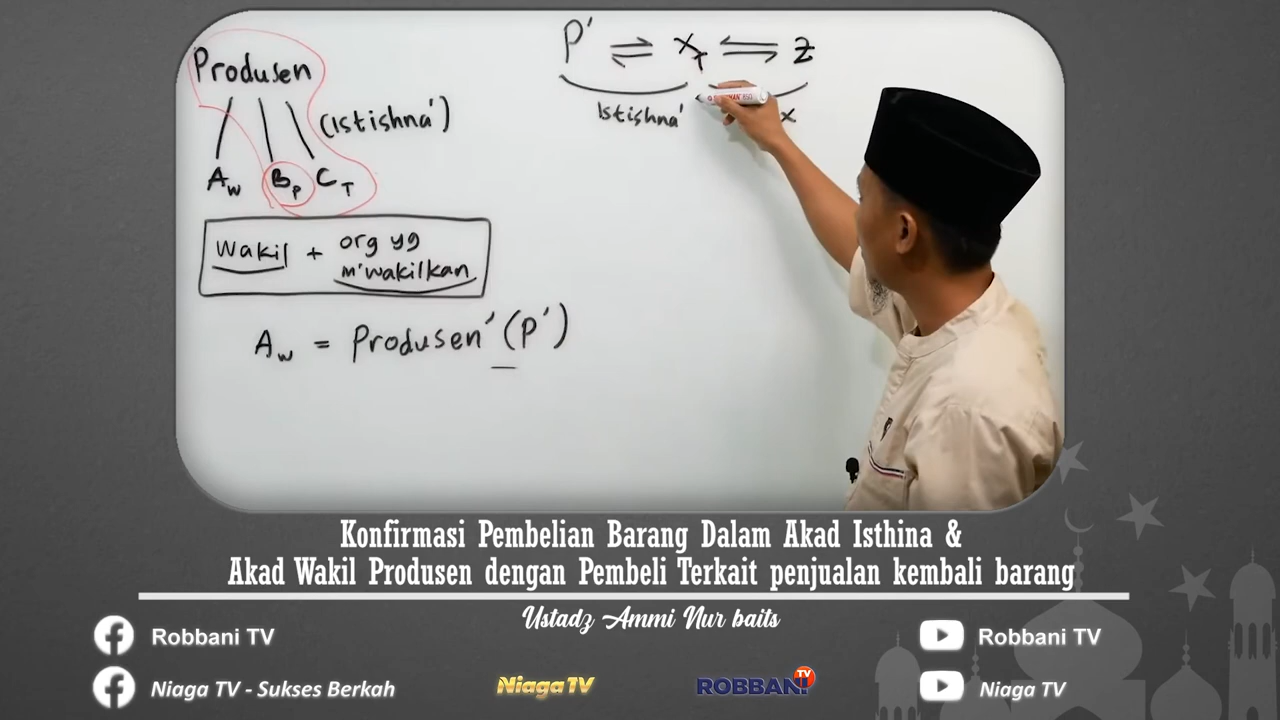 Produsen
(Istishna')
Aw Bp CT
Wakil + org yg
m'wakilkan
Aw = Produsen' (P')
P' ⇌ XT ⇌ Z
Istishna' x
Konfirmasi Pembelian Barang Dalam Akad Isthina &
Akad Wakil Produsen dengan Pembeli Terkait penjualan kembali barang
Ustadz Ammi Nur baits
Robbani TV
Niaga TV - Sukses Berkah
Niaga TV
ROBBANI TV
Robbani TV
Niaga TV